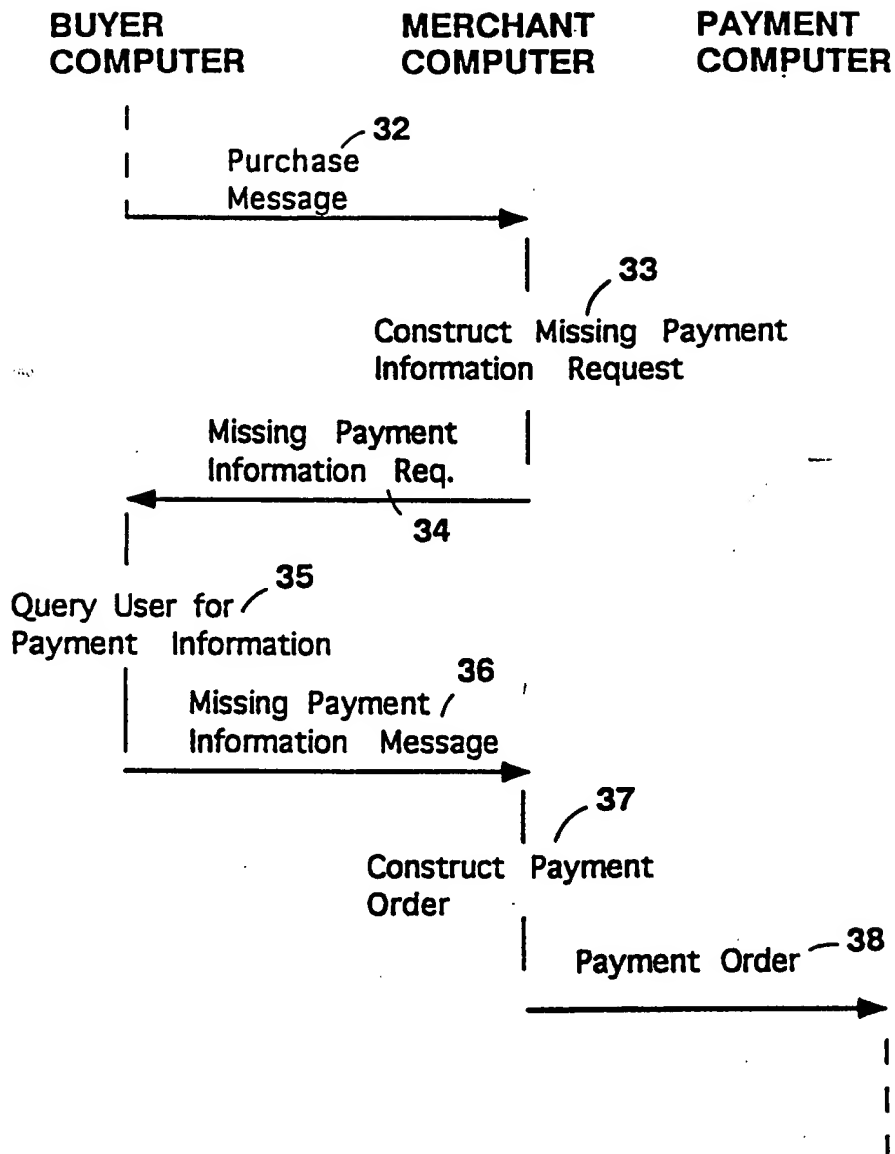 BUYER COMPUTER
MERCHANT COMPUTER
PAYMENT COMPUTER
32
Purchase
Message
33
Construct Missing Payment
Information Request
Missing Payment
Information Req.
34
35
Query User for
Payment Information
36
Missing Payment
Information Message
37
Construct Payment
Order
38
Payment Order